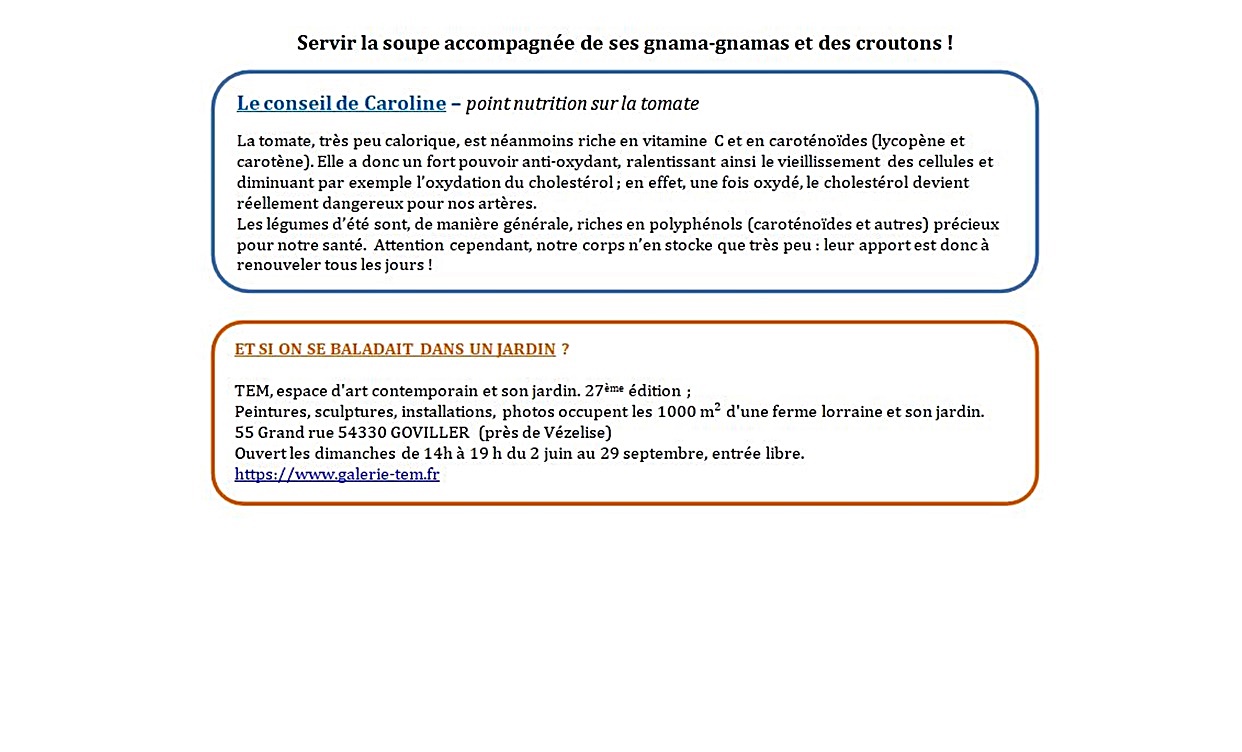 Servir la soupe accompagnée de ses gnama-gnamas et des croutons !
Le conseil de Caroline – point nutrition sur la tomate
La tomate, très peu calorique, est néanmoins riche en vitamine C et en caroténoïdes (lycopène et
carotène). Elle a donc un fort pouvoir anti-oxydant, ralentissant ainsi le vieillissement des cellules et
diminuant par exemple l’oxydation du cholestérol ; en effet, une fois oxydé, le cholestérol devient
réellement dangereux pour nos artères.
Les légumes d’été sont, de manière générale, riches en polyphénols (caroténoïdes et autres) précieux
pour notre santé. Attention cependant, notre corps n’en stocke que très peu : leur apport est donc à
renouveler tous les jours !
ET SI ON SE BALADAIT DANS UN JARDIN ?
TEM, espace d'art contemporain et son jardin. 27ème édition ;
Peintures, sculptures, installations, photos occupent les 1000 m² d'une ferme lorraine et son jardin.
55 Grand rue 54330 GOVILLER (près de Vézelise)
Ouvert les dimanches de 14h à 19 h du 2 juin au 29 septembre, entrée libre.
https://www.galerie-tem.fr